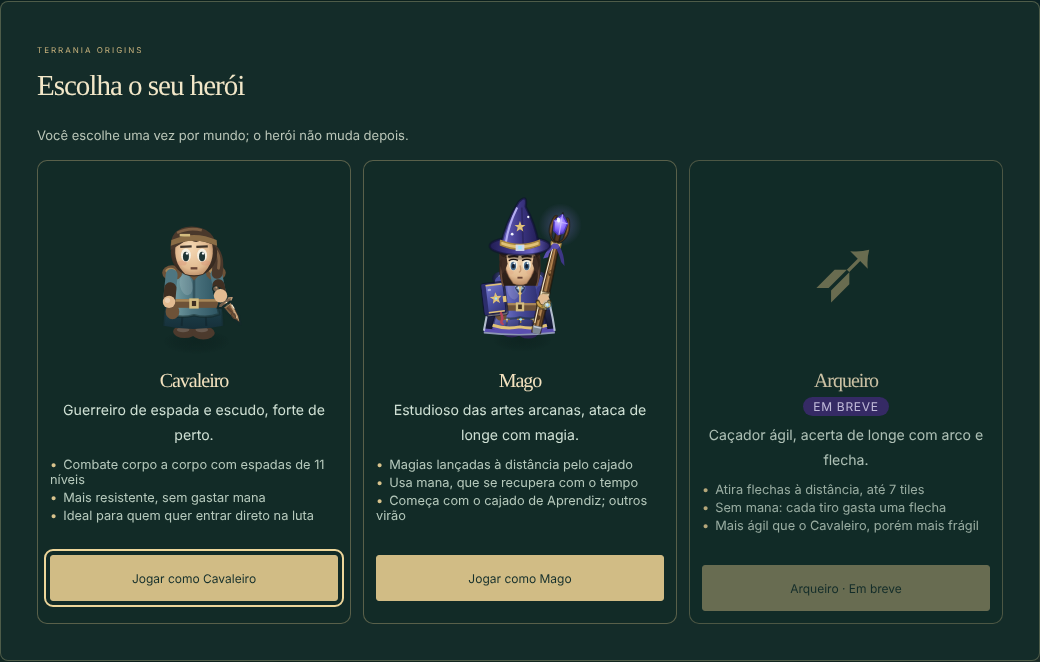 TERRANIA ORIGINS
Escolha o seu herói
Você escolhe uma vez por mundo; o herói não muda depois.
Cavaleiro
Guerreiro de espada e escudo, forte de
perto.
• Combate corpo a corpo com espadas de 11
níveis
• Mais resistente, sem gastar mana
• Ideal para quem quer entrar direto na luta
Jogar como Cavaleiro
Mago
Estudioso das artes arcanas, ataca de
longe com magia.
• Magias lançadas à distância pelo cajado
• Usa mana, que se recupera com o tempo
• Começa com o cajado de Aprendiz; outros
virão
Jogar como Mago
Arqueiro
EM BREVE
Caçador ágil, acerta de longe com arco e
flecha.
• Atira flechas à distância, até 7 tiles
• Sem mana: cada tiro gasta uma flecha
• Mais ágil que o Cavaleiro, porém mais frágil
Arqueiro · Em breve